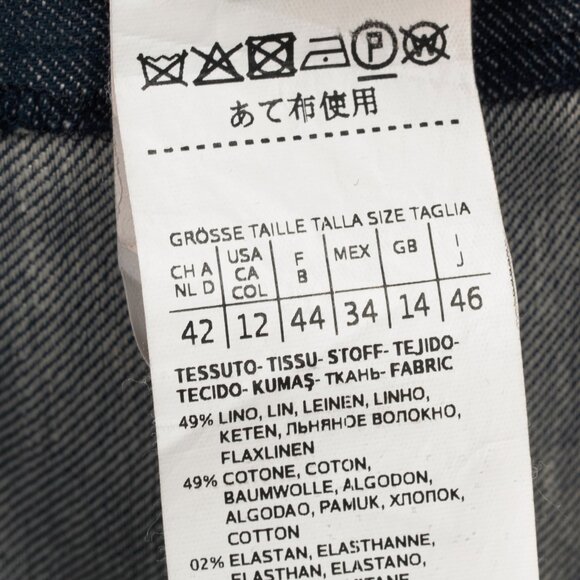 P W
あて布使用
GRÖSSE TAILLE TALLA SIZE TAGLIA
CH A NL D USA CA COL F B MEX GB I J
42 12 44 34 14 46
TESSUTO- TISSU- STOFF- TEJIDO-
TECIDO- KUMAŞ- ТКАНЬ- FABRIC
49% LINO, LIN, LEINEN, LINHO,
KETEN, ЛЬНЯНОЕ ВОЛОКНО,
FLAXLINEN
49% COTONE, COTON,
BAUMWOLLE, ALGODON,
ALGODAO, PAMUK, ХЛОПОК,
COTTON
02% ELASTAN, ELASTHANNE,
ELASTHAN, ELASTANO,